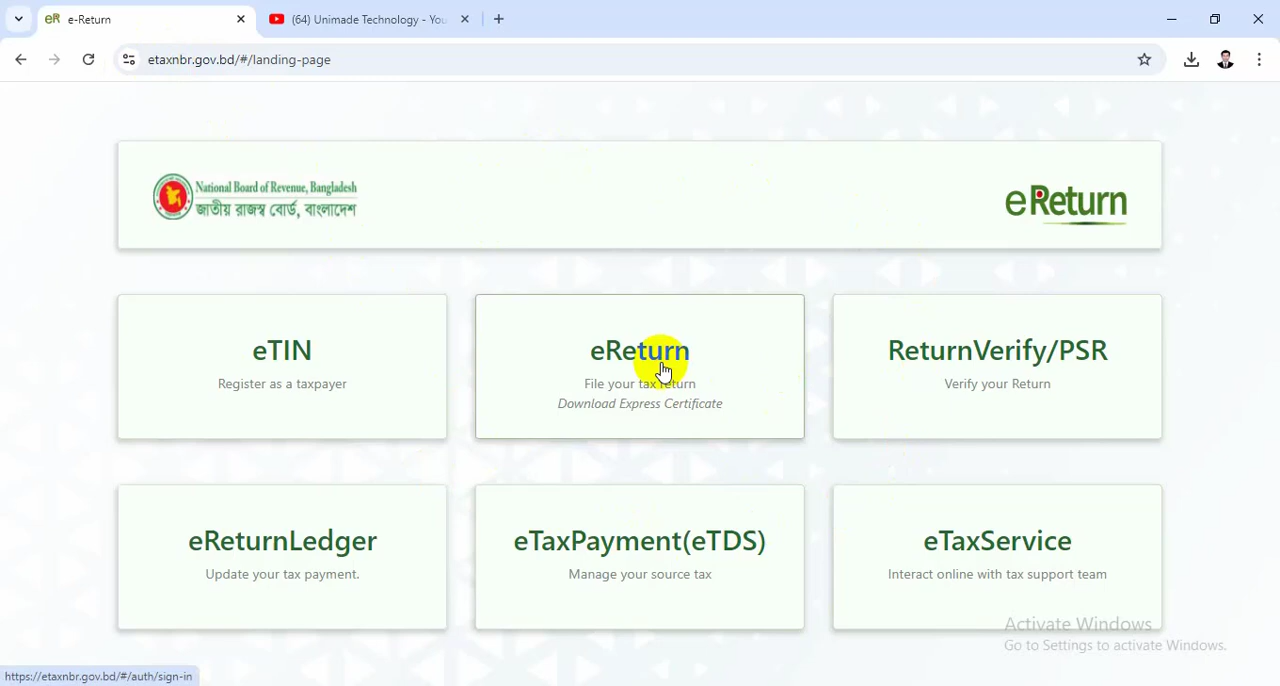 e-Return
(64) Unimade Technology - You
etaxnbr.gov.bd/#/landing-page
National Board of Revenue, Bangladesh
জাতীয় রাজস্ব বোর্ড, বাংলাদেশ
eReturn
eTIN
Register as a taxpayer
eReturn
File your tax return
Download Express Certificate
ReturnVerify/PSR
Verify your Return
eReturnLedger
Update your tax payment.
eTaxPayment(eTDS)
Manage your source tax
eTaxService
Interact online with tax support team
Activate Windows
Go to Settings to activate Windows.
https://etaxnbr.gov.bd/#/auth/sign-in